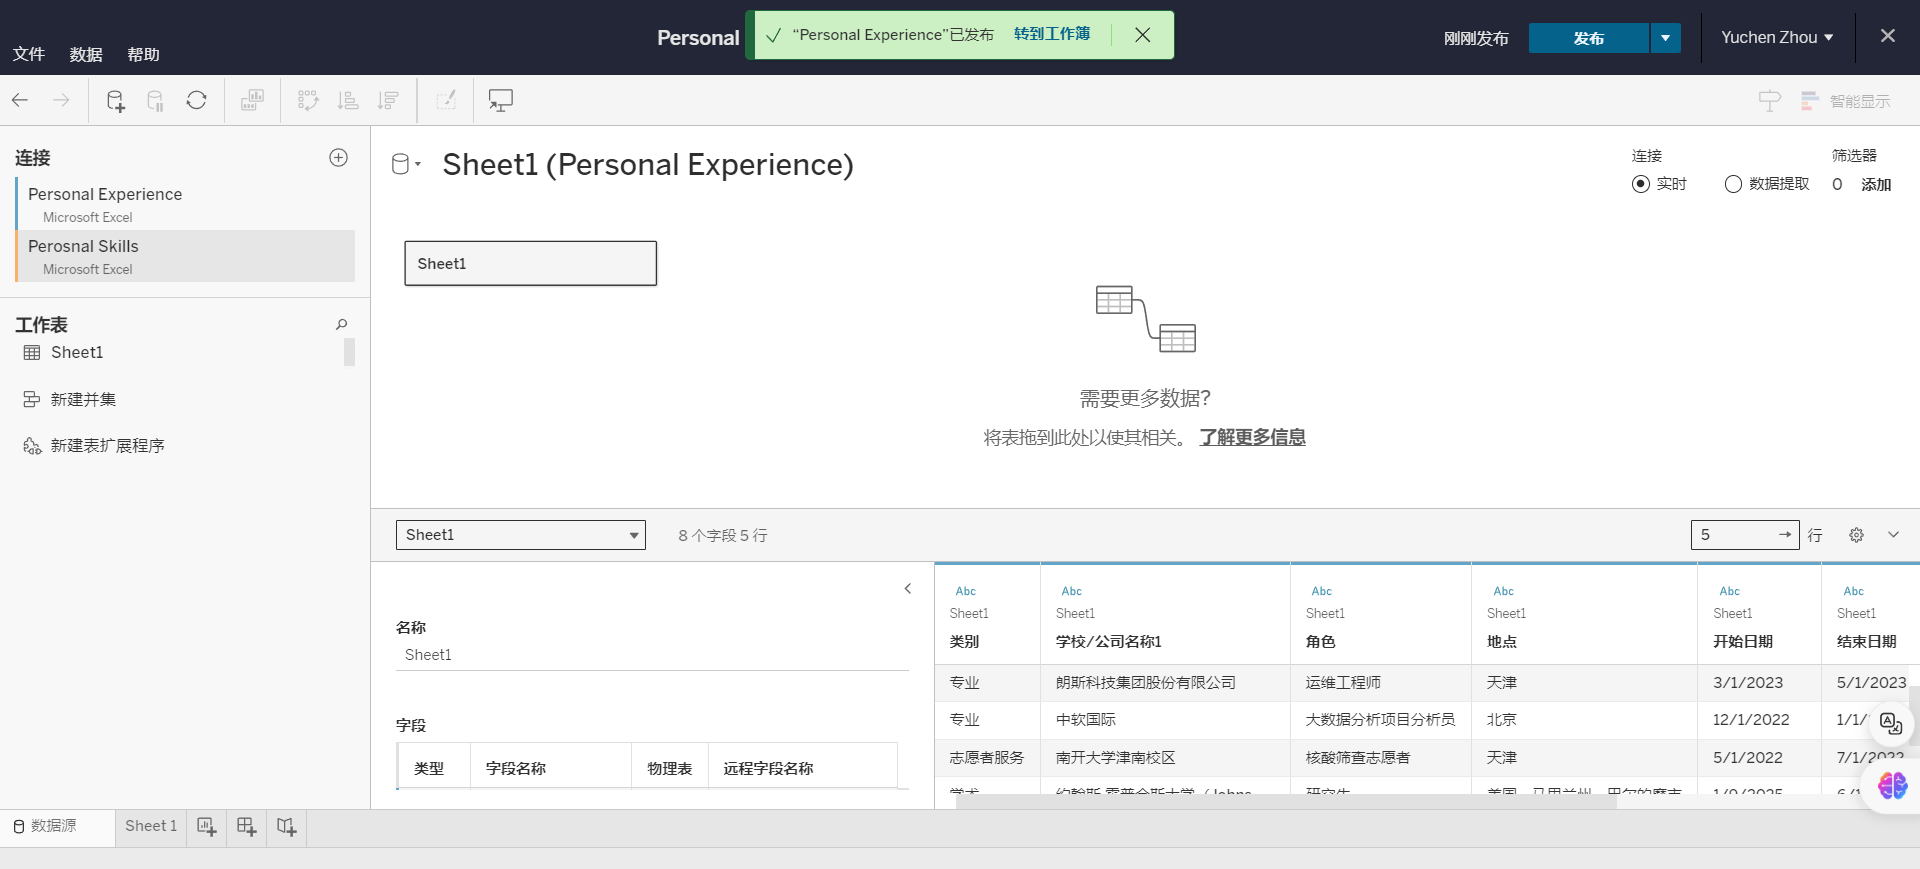 Personal
“Personal Experience”已发布
转到工作薄
刚刚发布
发布
Yuchen Zhou
文件
数据
帮助
智能显示
连接
Personal Experience
Microsoft Excel
Perosnal Skills
Microsoft Excel
工作表
Sheet1
新建并集
新建表扩展程序
Sheet1 (Personal Experience)
连接
实时
数据提取
筛选器
0
添加
Sheet1
需要更多数据?
将表拖到此处以使其相关。 了解更多信息
Sheet1
8 个字段 5 行
5
行
名称
Sheet1
字段
类型 字段名称 物理表 远程字段名称
Abc Abc Abc Abc Abc Abc
Sheet1 Sheet1 Sheet1 Sheet1 Sheet1 Sheet1
类别 学校/公司名称1 角色 地点 开始日期 结束日期
专业 朗斯科技集团股份有限公司 运维工程师 天津 3/1/2023 5/1/2023
专业 中软国际 大数据分析项目分析员 北京 12/1/2022 1/1/
志愿者服务 南开大学津南校区 核酸筛查志愿者 天津 5/1/2022 7/1/2022
数据源
Sheet 1